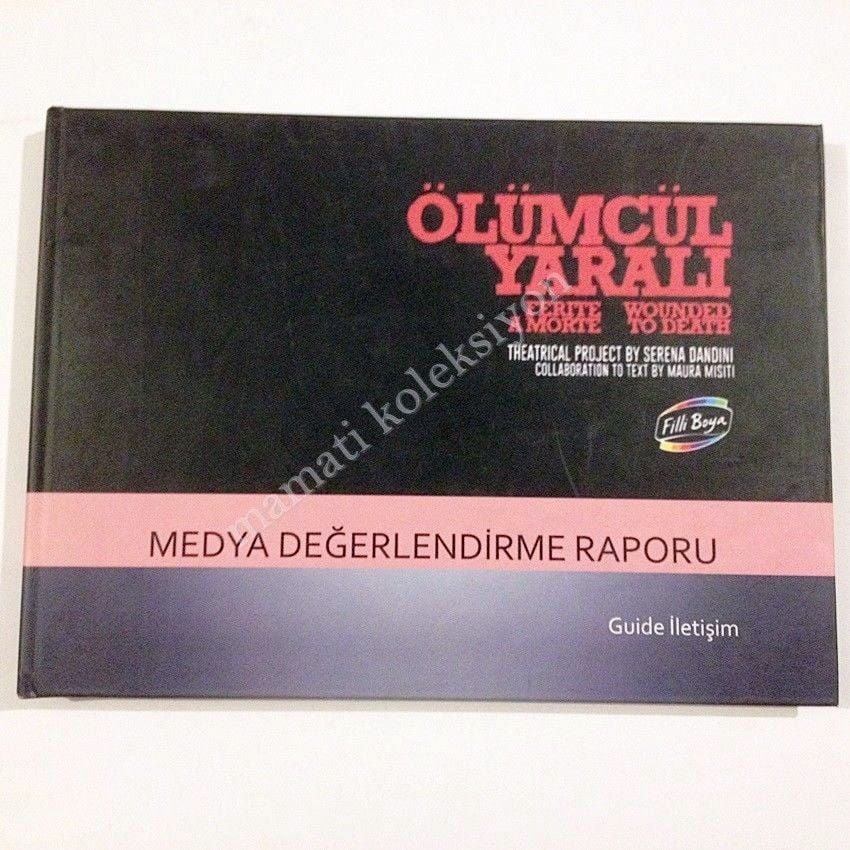 ÖLÜMCÜL
YARALI
FERITE WOUNDED
A MORTE TO DEATH
THEATRICAL PROJECT BY SERENA DANDINI
COLLABORATION TO TEXT BY MAURA MISITI
Filli Boya
MEDYA DEĞERLENDİRME RAPORU
Guide İletişim
mamati koleksiyon